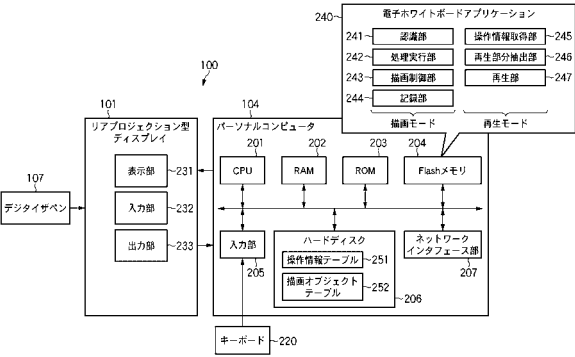 240
電子ホワイトボードアプリケーション
241
認識部
操作情報取得部
245
242
処理実行部
再生部分抽出部
246
243
描画制御部
再生部
247
244
記録部
描画モード
再生モード
100
101
リアプロジェクション型
ディスプレイ
表示部
231
入力部
232
出力部
233
107
デジタイザペン
104
パーソナルコンピュータ
201
CPU
202
RAM
203
ROM
204
Flashメモリ
入力部
205
ハードディスク
操作情報テーブル
251
描画オブジェクト
テーブル
252
206
ネットワーク
インタフェース部
207
キーボード
220